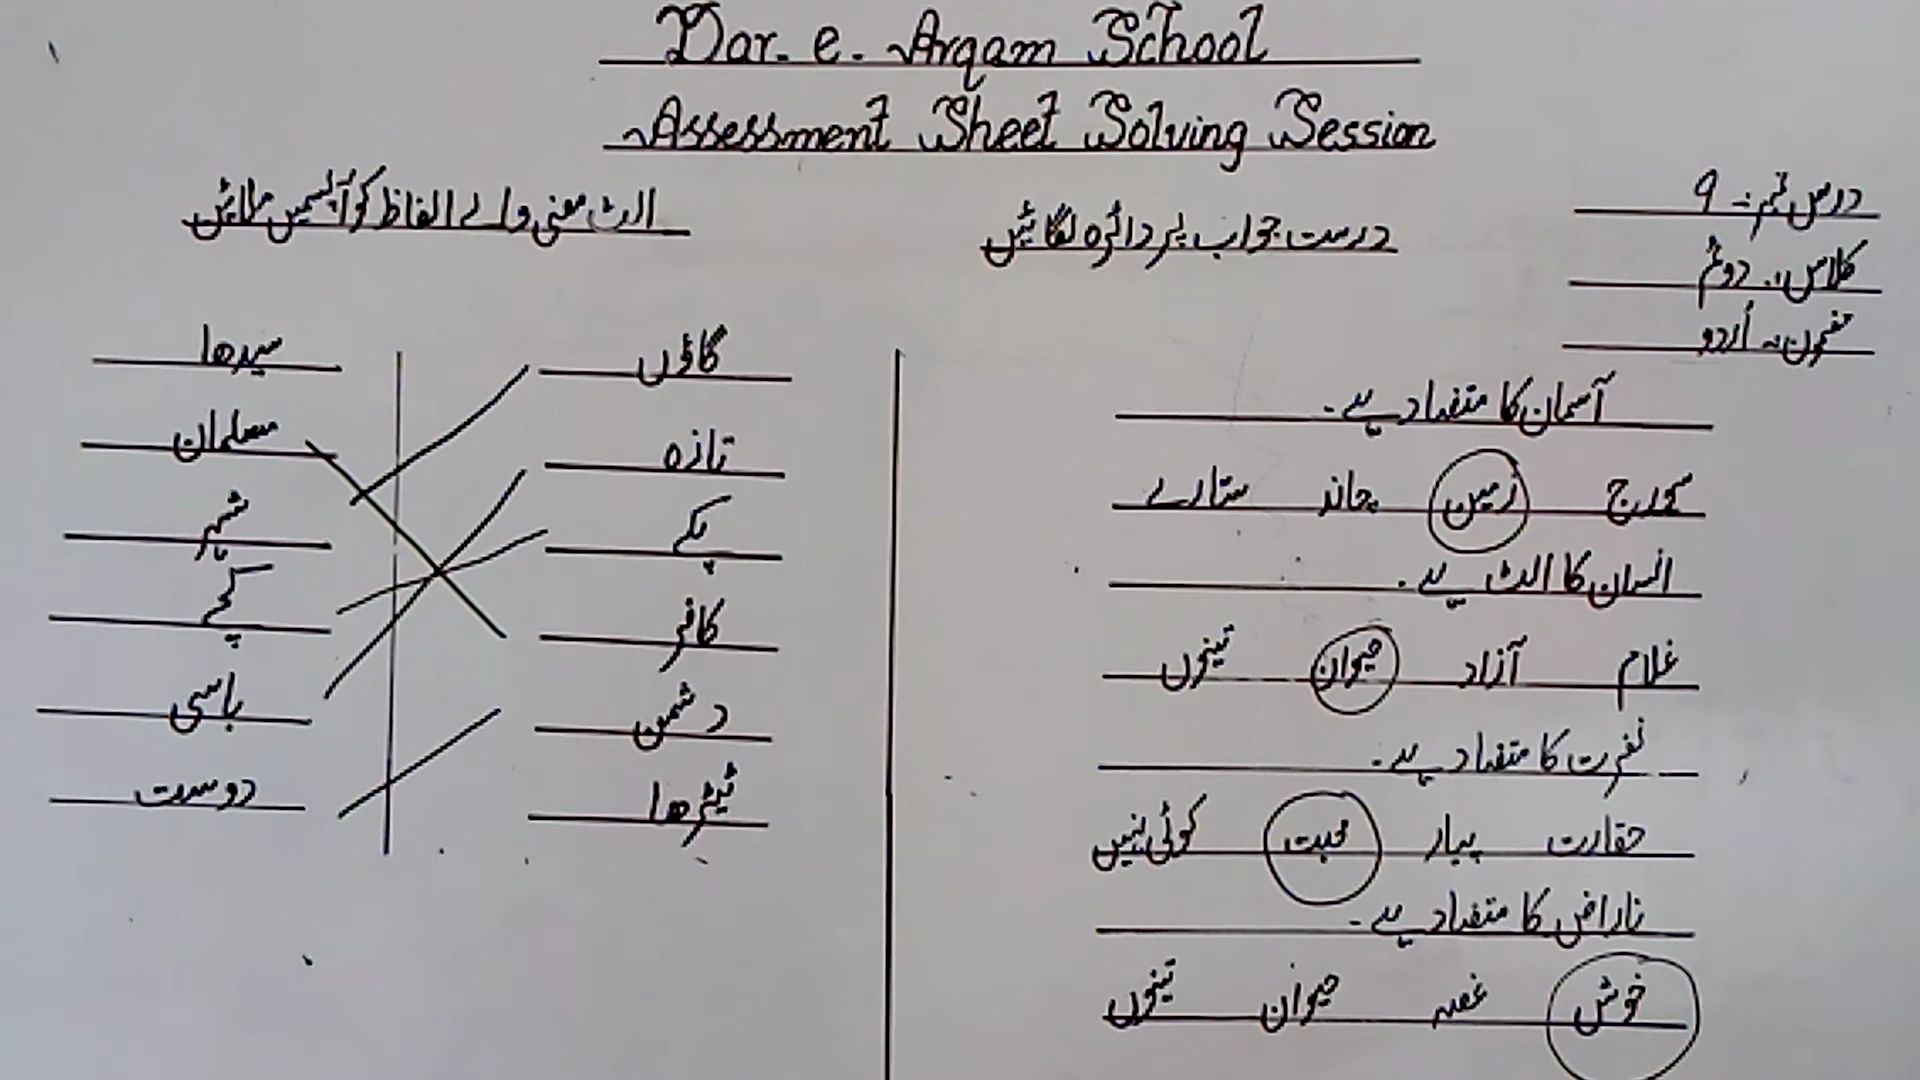 Dar. e. Arqam School
Assessment Sheet Solving Session
درس نمبر:۔ 9
کلاس:۔ دوئم
مضمون:۔ اُردو
درست جواب پر دائرہ لگائیں
آسمان کا متضاد ہے۔
سورج زمین چاند ستارے
انسان کا الٹ ہے۔
غلام آزاد حیوان تینوں
نفرت کا متضاد ہے۔
حقارت پیار محبت کوئی نہیں
ناراض کا متضاد ہے۔
خوش غصہ حیوان تینوں
الٹ معنی والے الفاظ کو آپسمیں ملائیں
گاؤں سیدھا
تازہ مسلمان
پکے شہر
کافر کچے
دشمن باسی
ٹیڑھا دوست